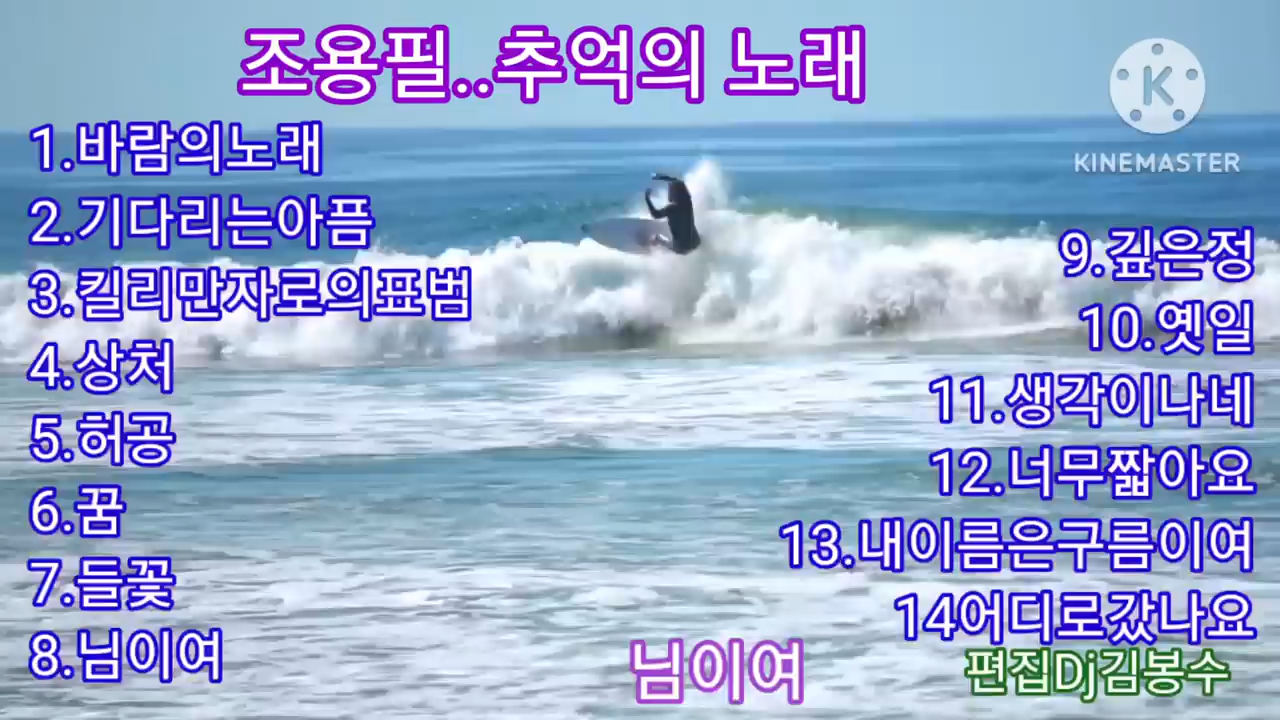 조용필..추억의 노래
K
KINEMASTER
1.바람의노래
2.기다리는아픔
3.킬리만자로의표범
4.상처
5.허공
6.꿈
7.들꽃
8.님이여
9.깊은정
10.옛일
11.생각이나네
12.너무짧아요
13.내이름은구름이여
14어디로갔나요
편집Dj김봉수
님이여